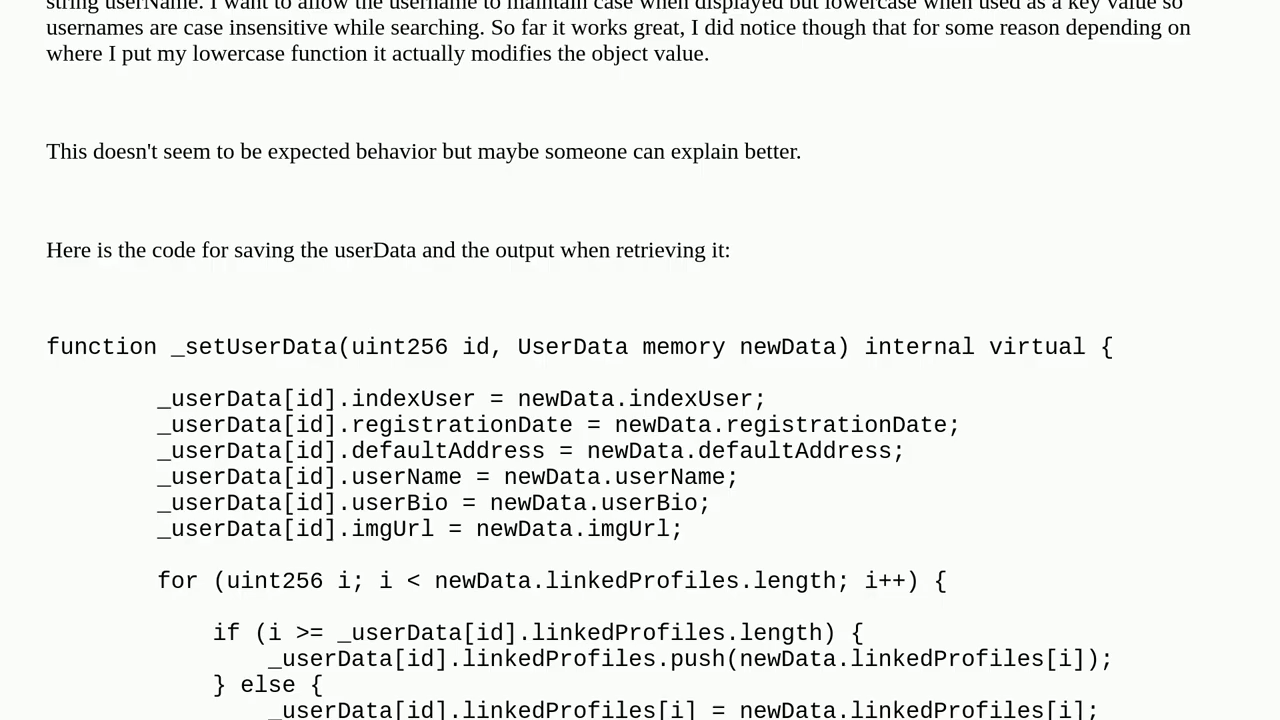 string userName. I want to allow the username to maintain case when displayed but lowercase when used as a key value so
usernames are case insensitive while searching. So far it works great, I did notice though that for some reason depending on
where I put my lowercase function it actually modifies the object value.
This doesn't seem to be expected behavior but maybe someone can explain better.
Here is the code for saving the userData and the output when retrieving it:
function _setUserData(uint256 id, UserData memory newData) internal virtual {
_userData[id].indexUser = newData.indexUser;
_userData[id].registrationDate = newData.registrationDate;
_userData[id].defaultAddress = newData.defaultAddress;
_userData[id].userName = newData.userName;
_userData[id].userBio = newData.userBio;
_userData[id].imgUrl = newData.imgUrl;
for (uint256 i; i < newData.linkedProfiles.length; i++) {
if (i >= _userData[id].linkedProfiles.length) {
_userData[id].linkedProfiles.push(newData.linkedProfiles[i]);
} else {
_userData[id].linkedProfiles[i] = newData.linkedProfiles[i];